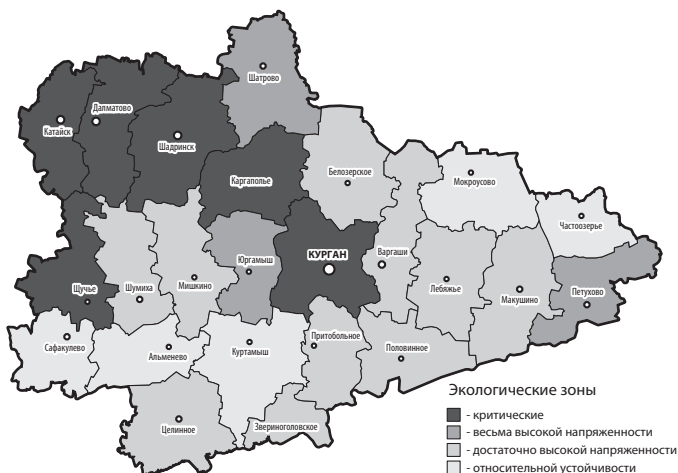 Шатрово
Далматово
Катайск
Шадринск
Каргаполье
Белозерское
Мокроусово
Частоозерье
КУРГАН
Варгаши
Юргамыш
Мишкино
Шумиха
Щучье
Лебяжье
Макушино
Петухово
Сафакулево
Альменево
Куртамыш
Притобольное
Половинное
Целинное
Звериноголовское
Экологические зоны
- критические
- весьма высокой напряженности
- достаточно высокой напряженности
- относительной устойчивости